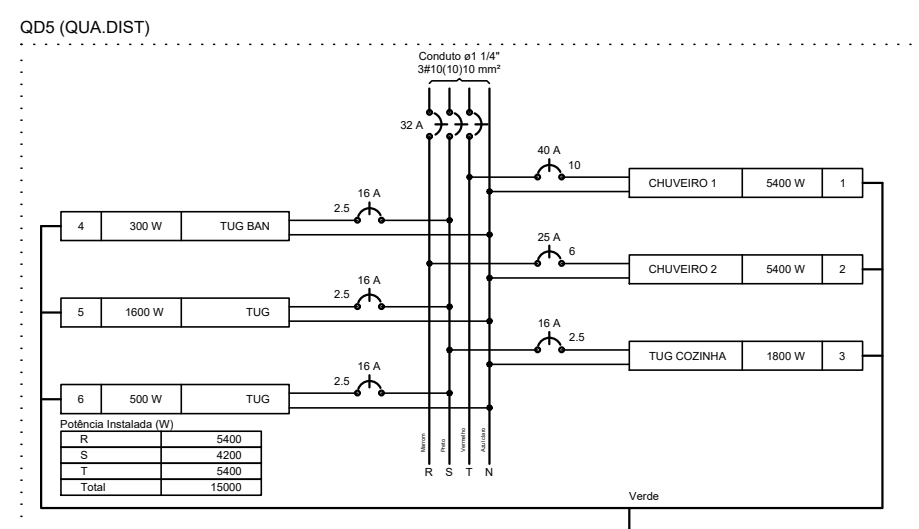 QD5 (QUA.DIST)
Conduto ø1 1/4"
3#10(10)10 mm²
32 A
40 A
10
CHUVEIRO 1 5400 W 1
16 A
2.5
4 300 W TUG BAN
25 A
6
CHUVEIRO 2 5400 W 2
16 A
2.5
5 1600 W TUG
16 A
2.5
TUG COZINHA 1800 W 3
16 A
2.5
6 500 W TUG
Potência Instalada (W)
R 5400
S 4200
T 5400
Total 15000
Marrom
Preto
Vermelho
Azul claro
R S T N
Verde